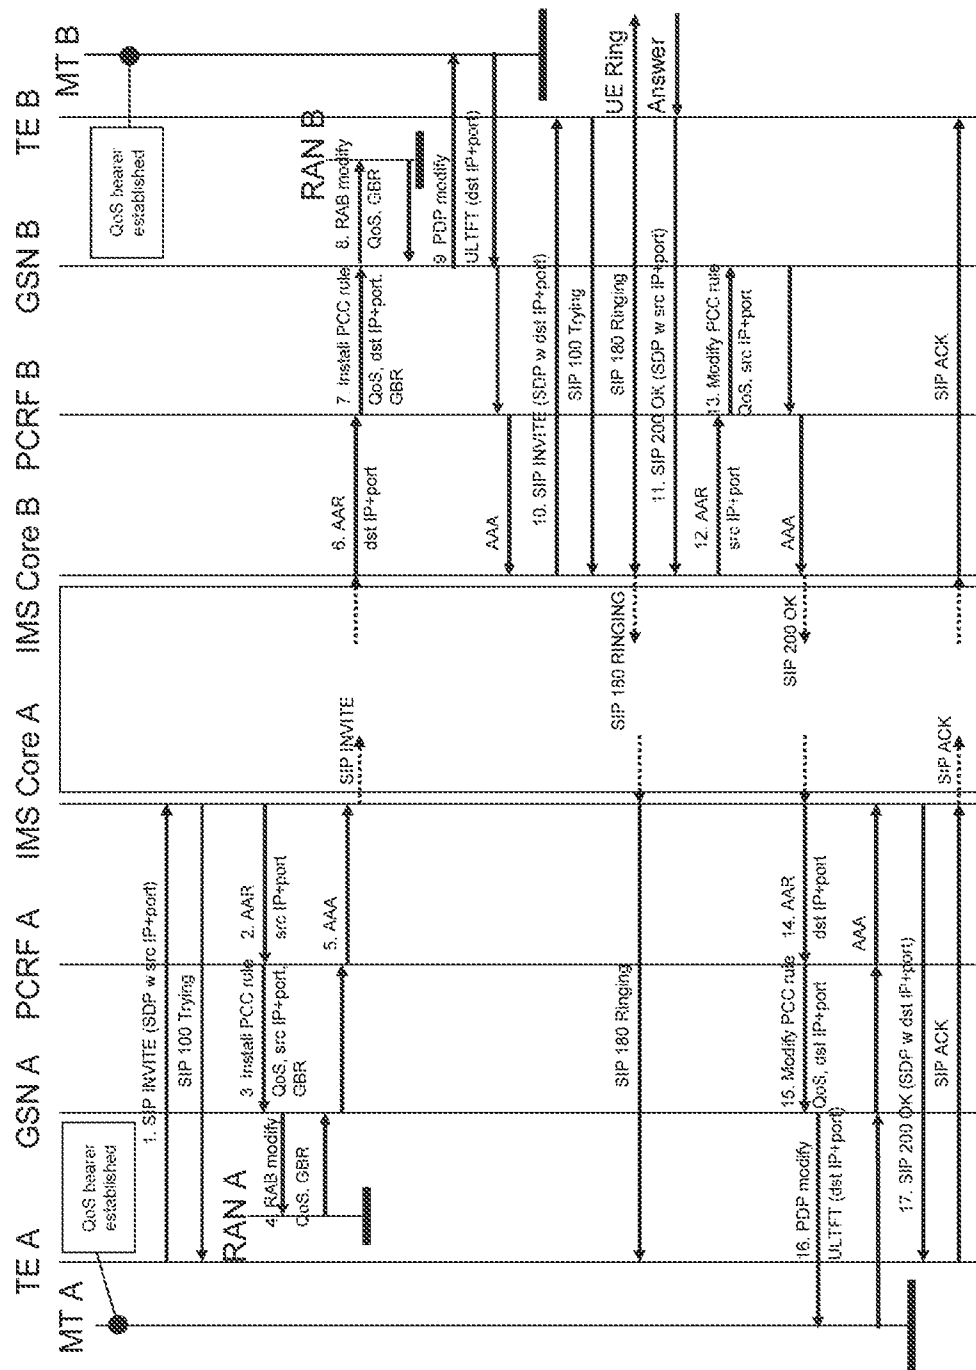 MT A
TE A
GSN A
PCRF A
IMS Core A
IMS Core B
PCRF B
GSN B
TE B
MT B
QoS bearer
established
QoS bearer
established
1. SIP INVITE (SDP w src IP+port)
SIP 100 Trying
2. AAR
src IP+port
3 Install PCC rule
QoS, src IP+port,
GBR
RAN A
4. RAB modify
QoS. GBR
5. AAA
SIP INVITE
6. AAR
dst IP+port
7 Install PCC rule
QoS, dst IP+port.
GBR
RAN B
8. RAB modify
QoS. GBR
9 PDP modify
ULTFT (dst IP+port)
AAA
10. SIP INVITE (SDP w dst IP+port)
SIP 100 Trying
UE Ring
SIP 180 Ringing
SIP 180 RINGING
SIP 180 Ringing
Answer
11. SIP 200 OK (SDP w src IP+port)
12. AAR
src IP+port
13. Modify PCC rule
QoS. src IP+port
AAA
SIP 200 OK
14. AAR
dst IP+port
15. Modify PCC rule
QoS, dst IP+port
16. PDP modify
ULTFT (dst IP+port)
AAA
17. SIP 200 OK (SDP w dst IP+port)
SIP ACK
SIP ACK
SIP ACK